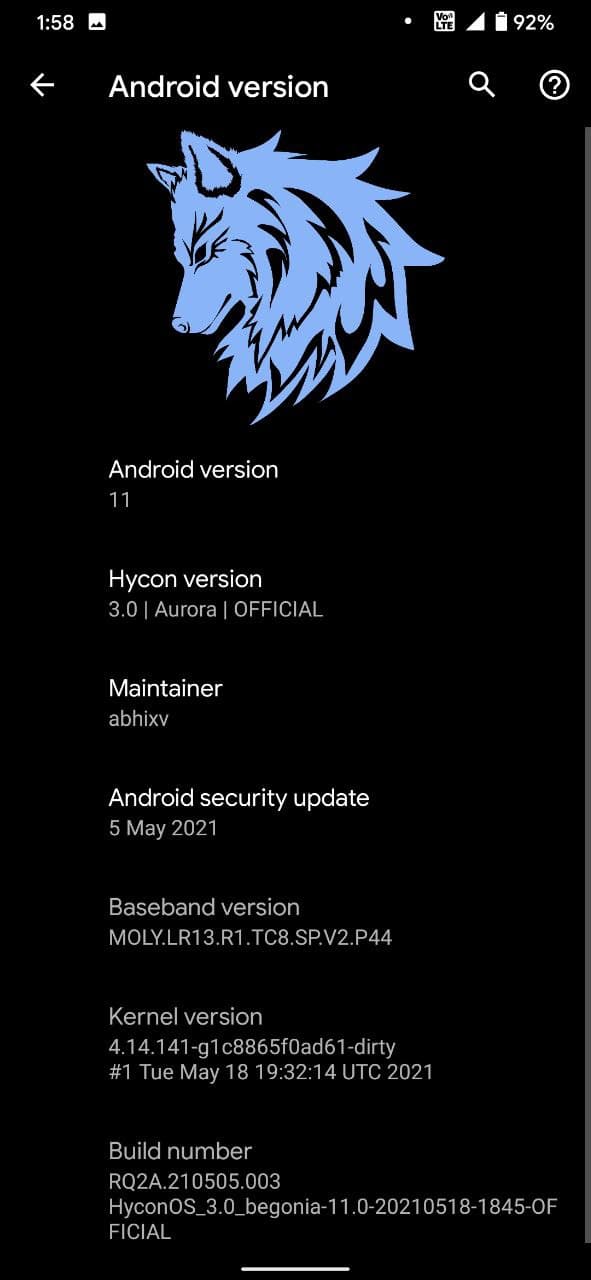 1:58 Vo LTE 92%
Android version
Android version
11
Hycon version
3.0 | Aurora | OFFICIAL
Maintainer
abhixv
Android security update
5 May 2021
Baseband version
MOLY.LR13.R1.TC8.SP.V2.P44
Kernel version
4.14.141-g1c8865f0ad61-dirty
#1 Tue May 18 19:32:14 UTC 2021
Build number
RQ2A.210505.003
HyconOS_3.0_begonia-11.0-20210518-1845-OF
FICIAL